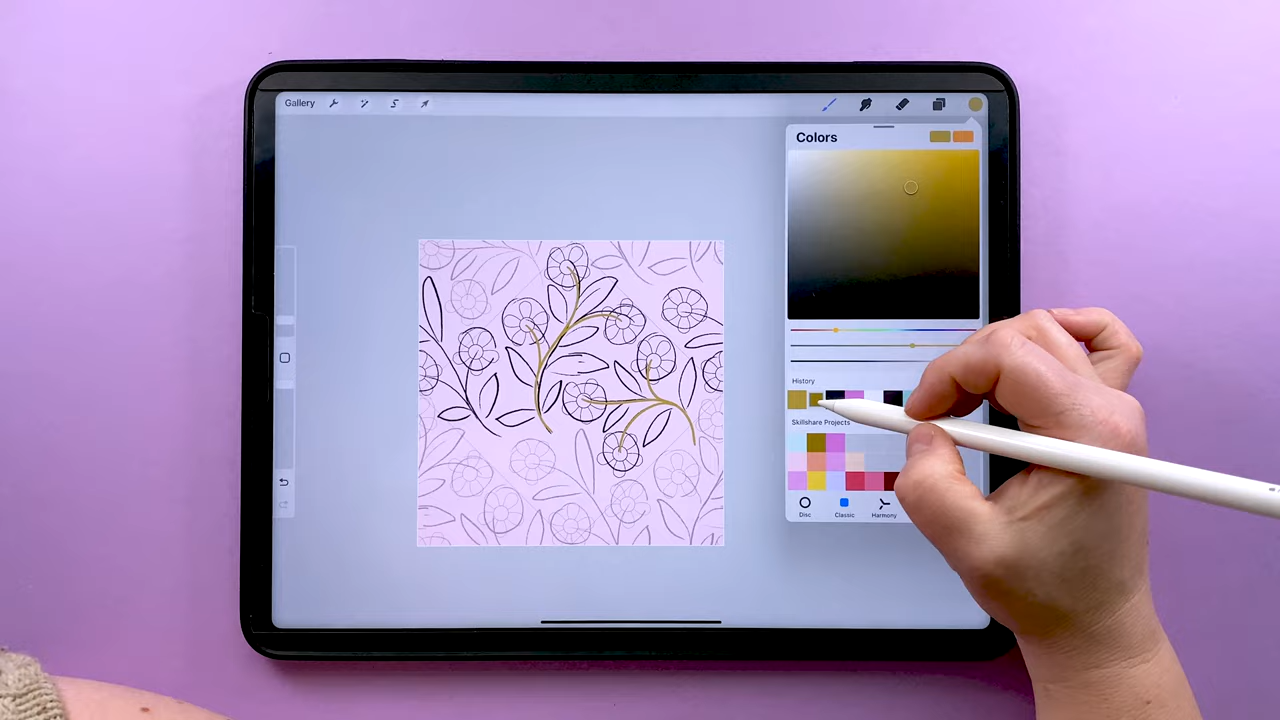 Gallery
Colors
History
Skillshare Projects
Disc
Classic
Harmony